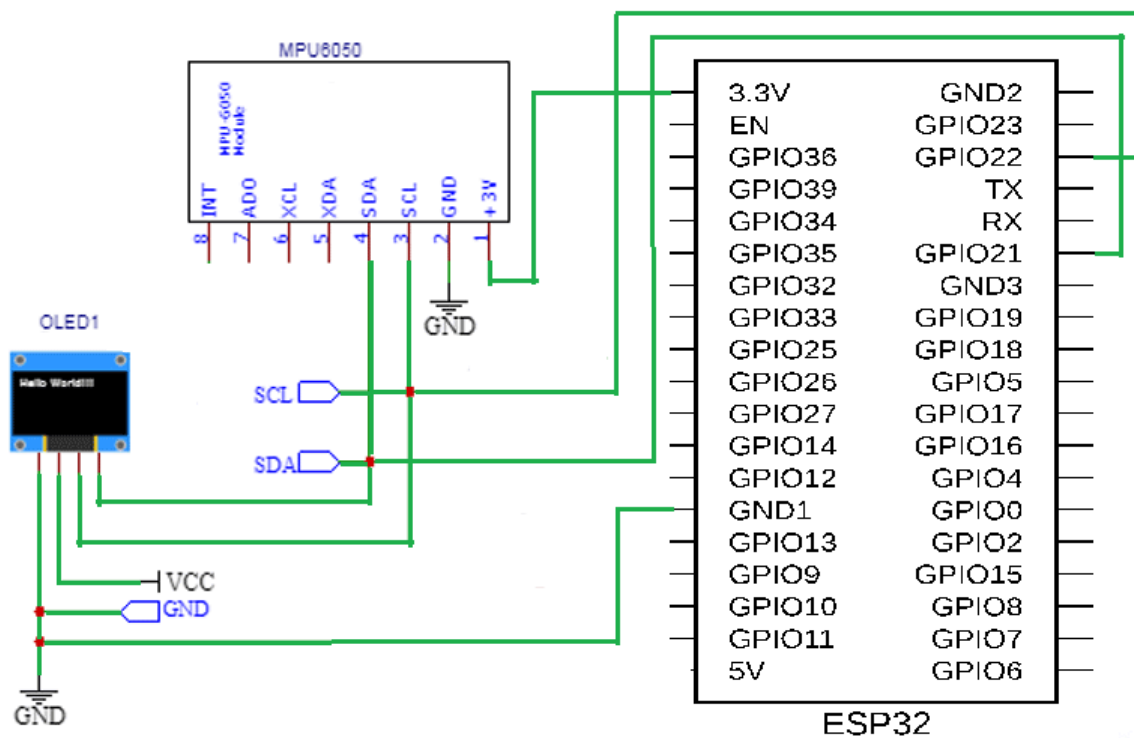 MPU6050
MPU-6050
Module
INT
ADO
XCL
XDA
SDA
SCL
GND
+3V
8
7
6
5
4
3
2
1
GND
OLED1
Hello World!!!
SCL
SDA
VCC
GND
GND
3.3V GND2
EN GPIO23
GPIO36 GPIO22
GPIO39 TX
GPIO34 RX
GPIO35 GPIO21
GPIO32 GND3
GPIO33 GPIO19
GPIO25 GPIO18
GPIO26 GPIO5
GPIO27 GPIO17
GPIO14 GPIO16
GPIO12 GPIO4
GND1 GPIO0
GPIO13 GPIO2
GPIO9 GPIO15
GPIO10 GPIO8
GPIO11 GPIO7
5V GPIO6
ESP32